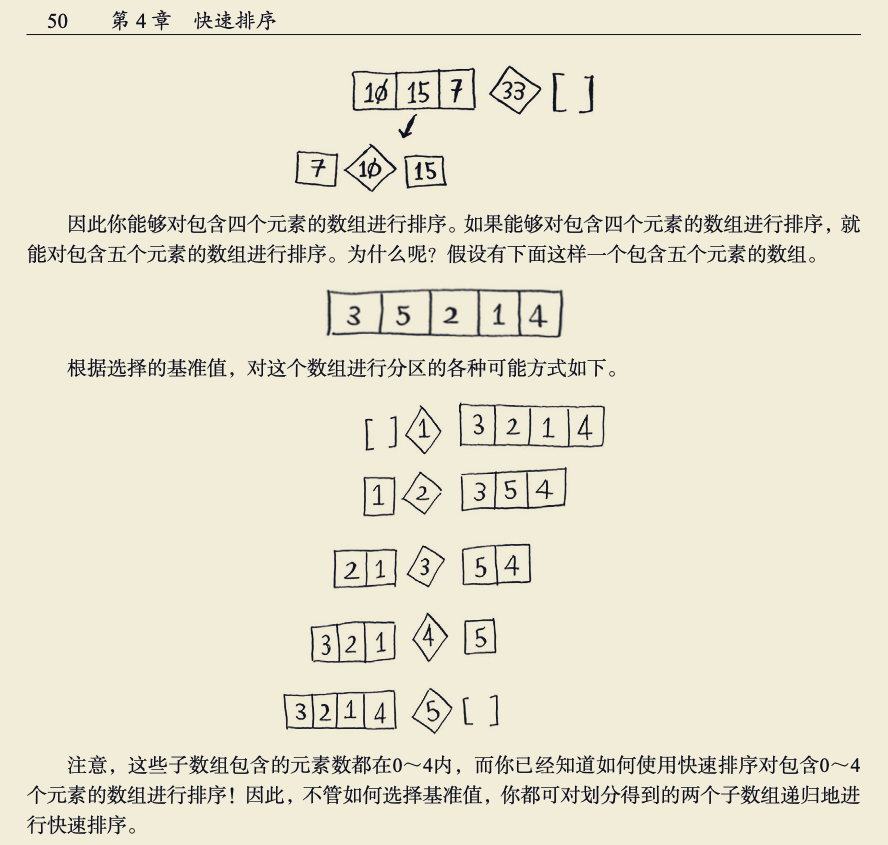 50 第4章 快速排序
10 15 7 33 [ ]
7 10 15
因此你能够对包含四个元素的数组进行排序。如果能够对包含四个元素的数组进行排序，就
能对包含五个元素的数组进行排序。为什么呢？假设有下面这样一个包含五个元素的数组。
3 5 2 1 4
根据选择的基准值，对这个数组进行分区的各种可能方式如下。
[ ] 1 3 2 1 4
1 2 3 5 4
2 1 3 5 4
3 2 1 4 5
3 2 1 4 5 [ ]
注意，这些子数组包含的元素数都在0～4内，而你已经知道如何使用快速排序对包含0～4
个元素的数组进行排序！因此，不管如何选择基准值，你都可对划分得到的两个子数组递归地进
行快速排序。